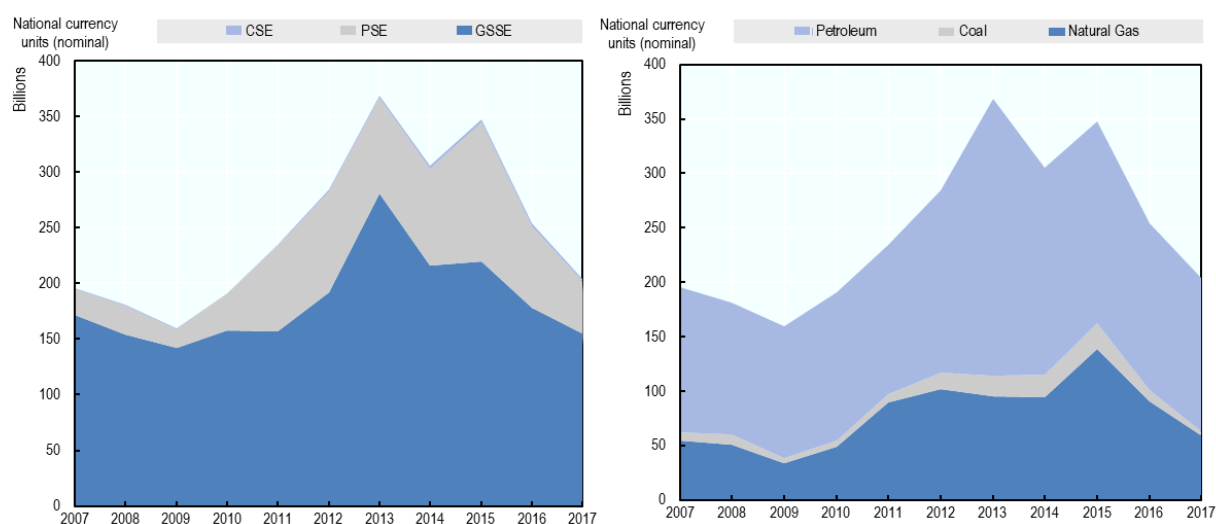 National currency
units (nominal)
CSE PSE GSSE
Billions
400
350
300
250
200
150
100
50
0
2007 2008 2009 2010 2011 2012 2013 2014 2015 2016 2017
National currency
units (nominal)
Petroleum Coal Natural Gas
Billions
400
350
300
250
200
150
100
50
0
2007 2008 2009 2010 2011 2012 2013 2014 2015 2016 2017